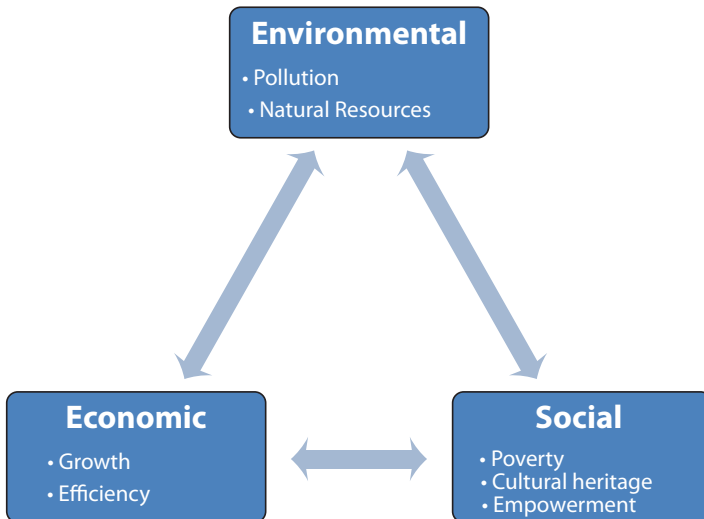 Environmental
• Pollution
• Natural Resources
Economic
• Growth
• Efficiency
Social
• Poverty
• Cultural heritage
• Empowerment